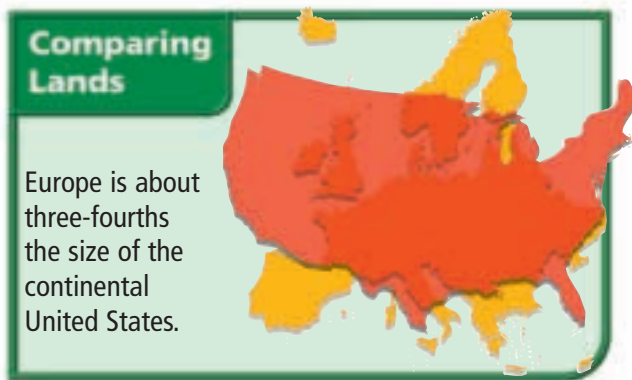 Comparing
Lands
Europe is about
three-fourths
the size of the
continental
United States.